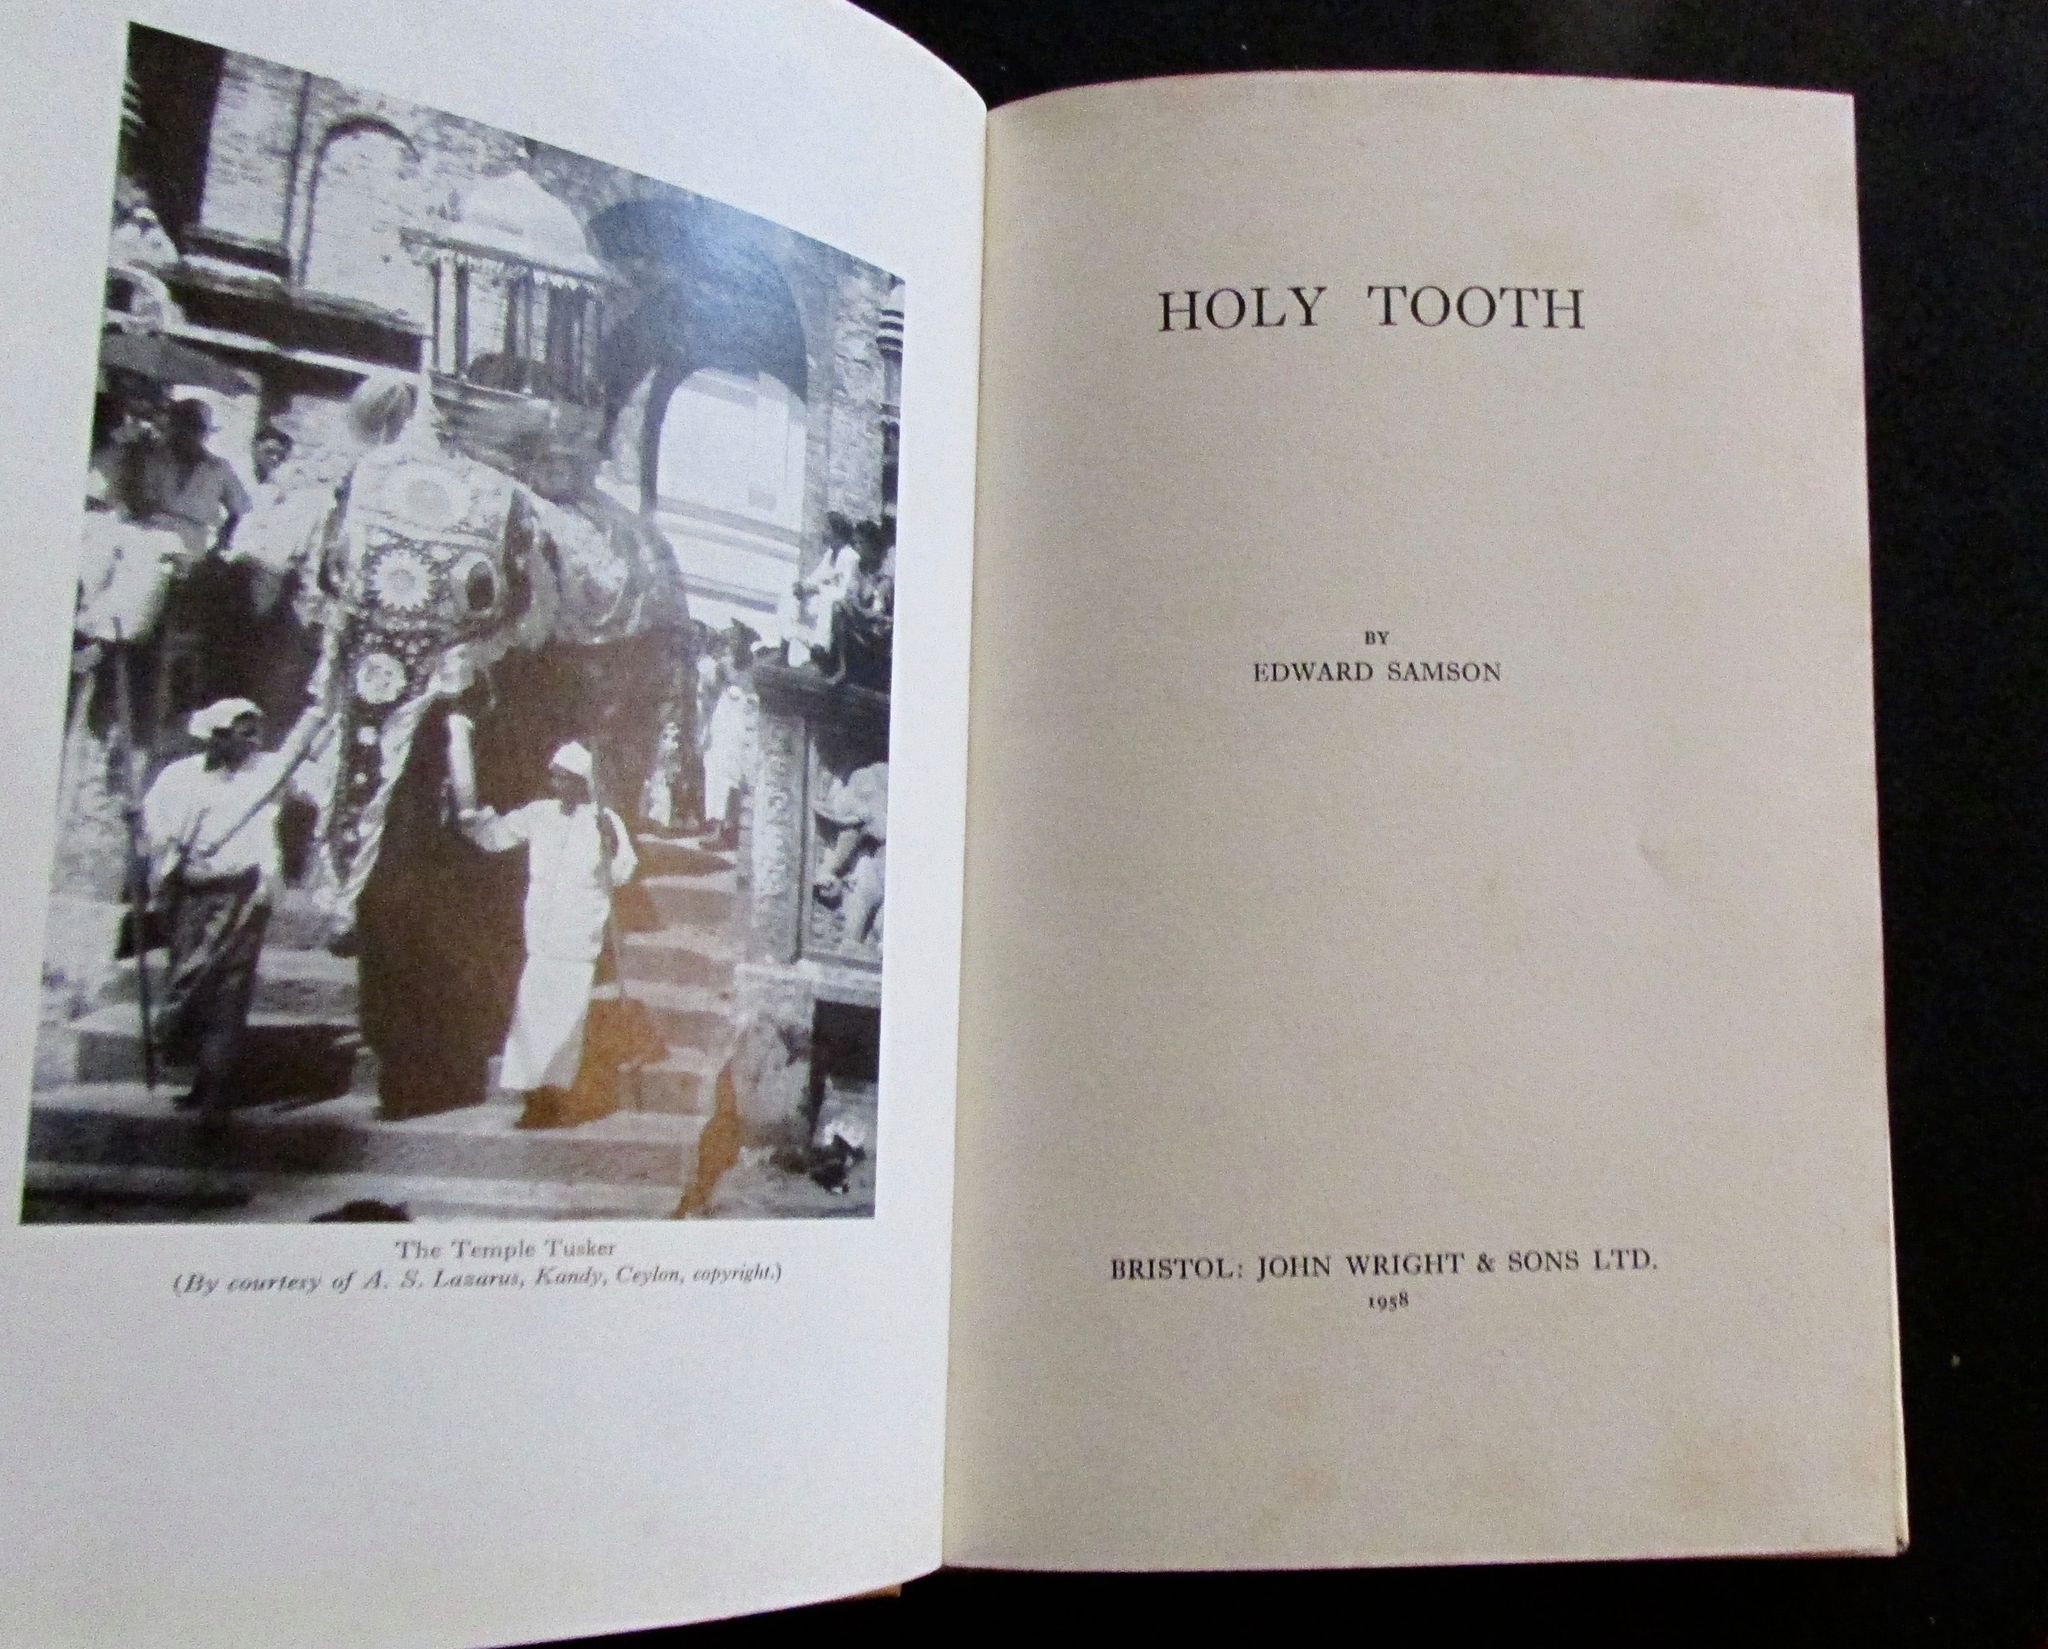 The Temple Tusker
(By courtesy of A. S. Lazarus, Kandy, Ceylon, copyright.)
HOLY TOOTH
BY
EDWARD SAMSON
BRISTOL: JOHN WRIGHT & SONS LTD.
1958